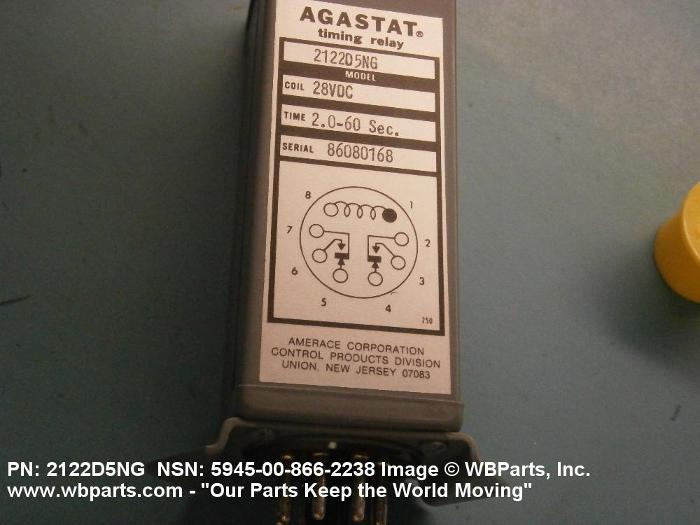 AGASTAT®
timing relay
2122D5NG
MODEL
COIL 28VDC
TIME 2.0-60 Sec.
SERIAL 86080168
8 1
7 2
6 3
5 4
250
AMERACE CORPORATION
CONTROL PRODUCTS DIVISION
UNION, NEW JERSEY 07083
PN: 2122D5NG NSN: 5945-00-866-2238 Image © WBParts, Inc.
www.wbparts.com - "Our Parts Keep the World Moving"